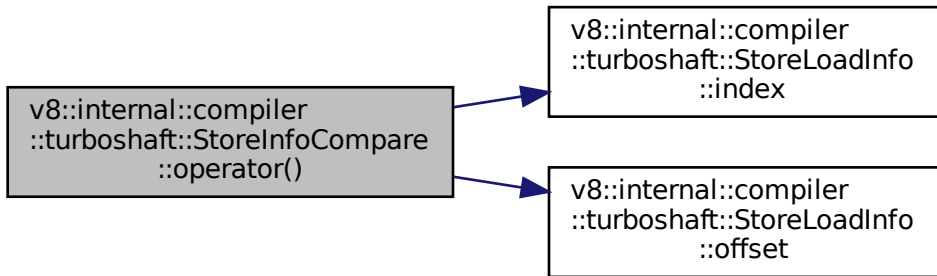 v8::internal::compiler
::turboshaft::StoreInfoCompare
::operator()
v8::internal::compiler
::turboshaft::StoreLoadInfo
::index
v8::internal::compiler
::turboshaft::StoreLoadInfo
::offset